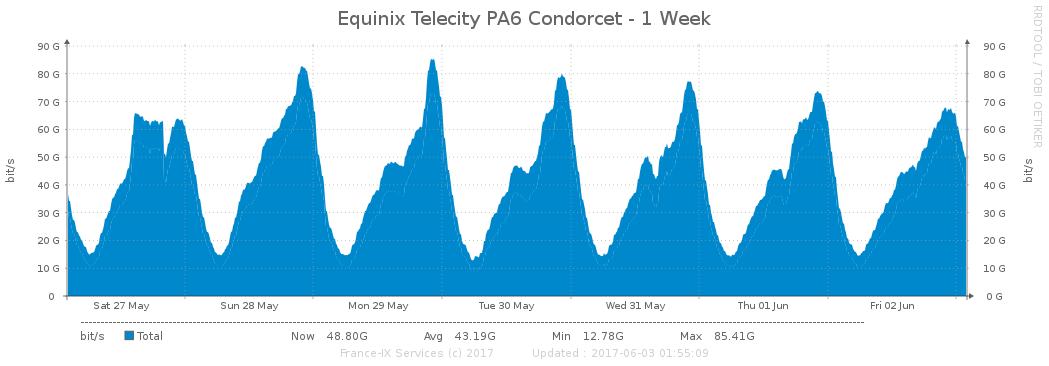 Equinix Telecity PA6 Condorcet - 1 Week
RRDTOOL / TOBI OETIKER
bit/s
90 G
80 G
70 G
60 G
50 G
40 G
30 G
20 G
10 G
0
90 G
80 G
70 G
60 G
50 G
40 G
30 G
20 G
10 G
0 G
bit/s
Sat 27 May Sun 28 May Mon 29 May Tue 30 May Wed 31 May Thu 01 Jun Fri 02 Jun
bit/s Total Now 48.80G Avg 43.19G Min 12.78G Max 85.41G
France-IX Services (c) 2017 Updated : 2017-06-03 01:55:09